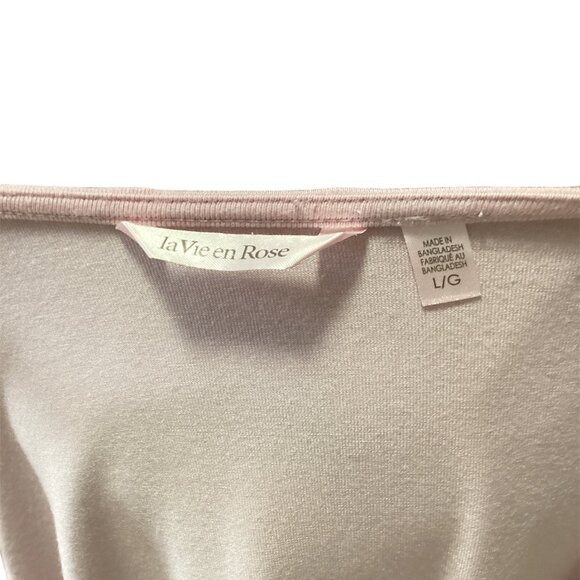 la Vie en Rose
MADE IN
BANGLADESH
FABRIQUÉ AU
BANGLADESH
L/G